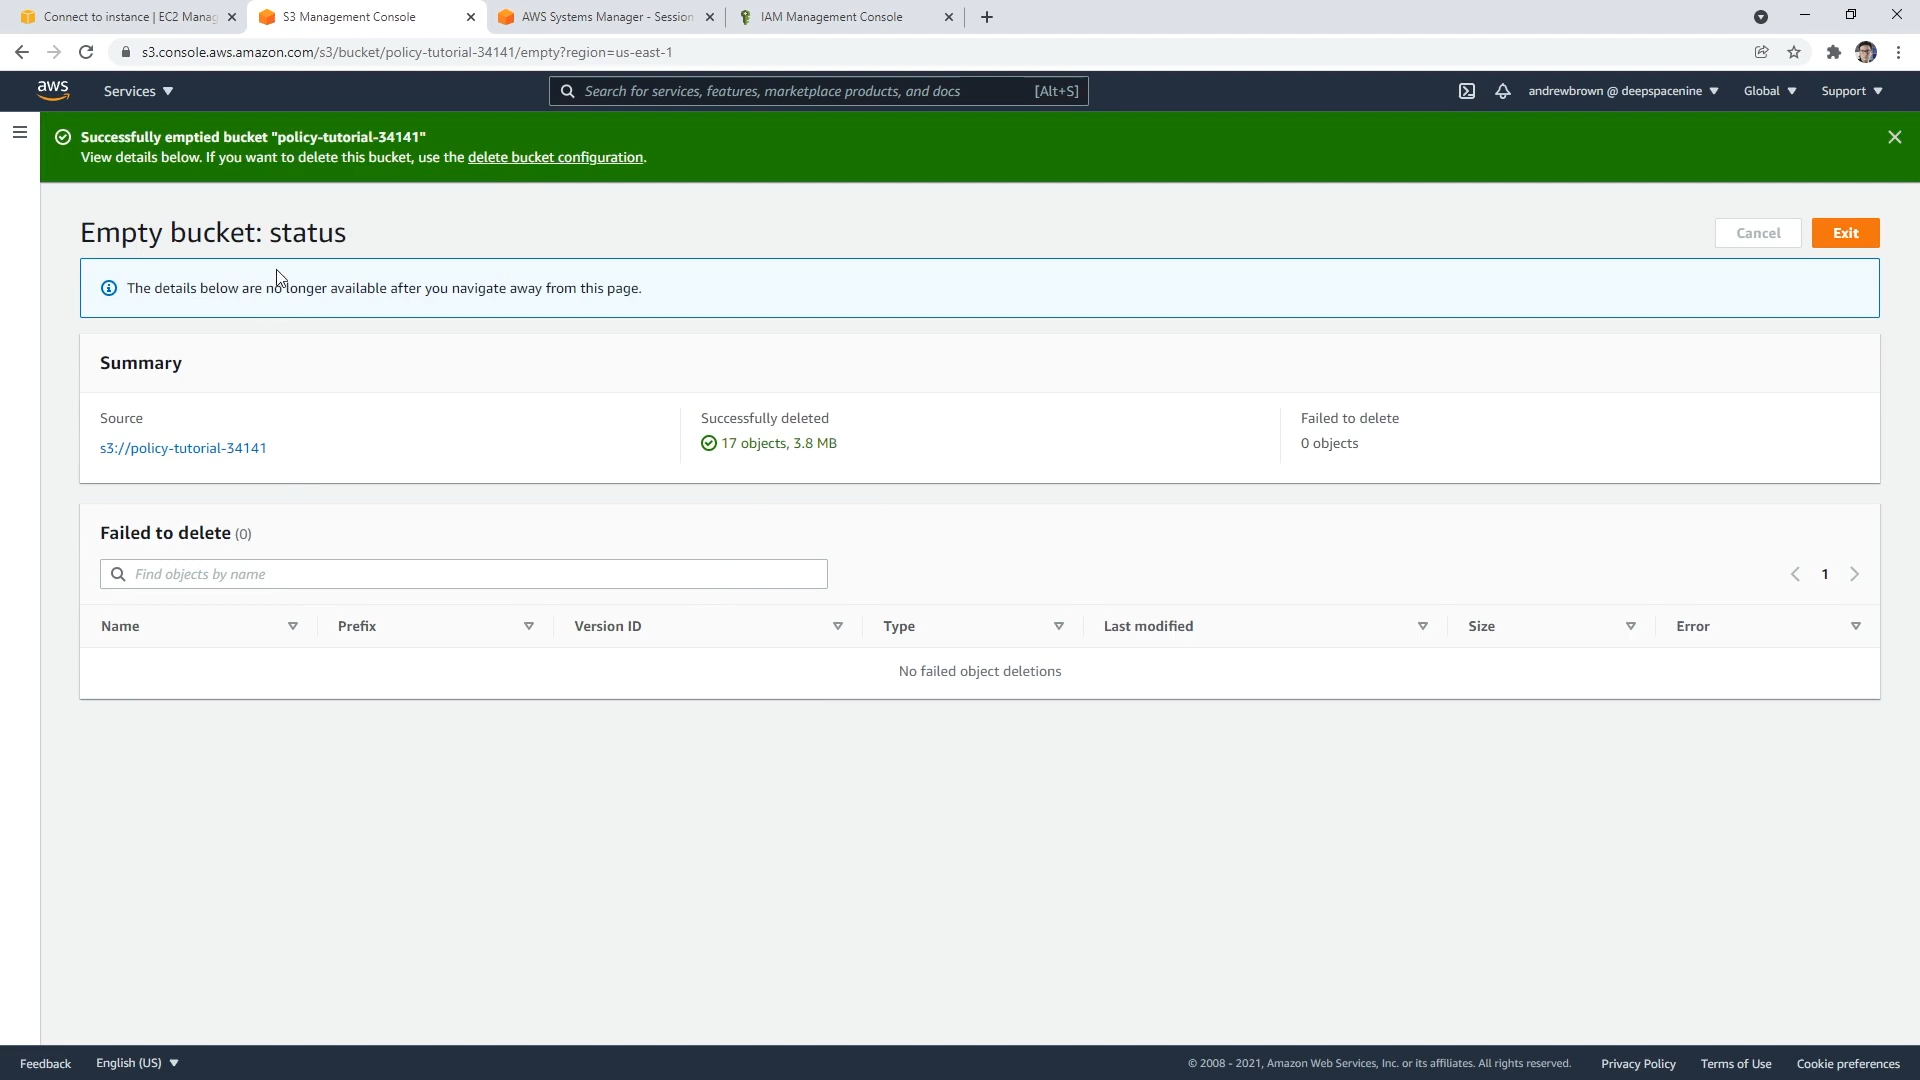 Connect to instance | EC2 Manag
S3 Management Console
AWS Systems Manager - Session
IAM Management Console
s3.console.aws.amazon.com/s3/bucket/policy-tutorial-34141/empty?region=us-east-1
aws
Services
Search for services, features, marketplace products, and docs
[Alt+S]
andrewbrown @ deepspacenine
Global
Support
Successfully emptied bucket "policy-tutorial-34141"
View details below. If you want to delete this bucket, use the delete bucket configuration.
Empty bucket: status
Cancel
Exit
The details below are no longer available after you navigate away from this page.
Summary
Source
s3://policy-tutorial-34141
Successfully deleted
17 objects, 3.8 MB
Failed to delete
0 objects
Failed to delete (0)
Find objects by name
1
Name
Prefix
Version ID
Type
Last modified
Size
Error
No failed object deletions
Feedback
English (US)
© 2008 - 2021, Amazon Web Services, Inc. or its affiliates. All rights reserved.
Privacy Policy
Terms of Use
Cookie preferences